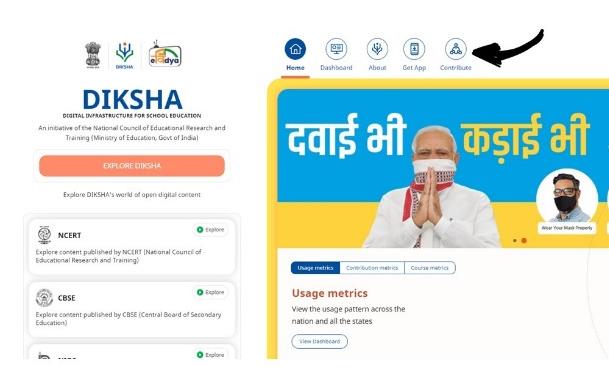 DIKSHA
DIKSHA
DIGITAL INFRASTRUCTURE FOR SCHOOL EDUCATION
An initiative of the National Council of Educational Research and
Training (Ministry of Education, Govt of India)
EXPLORE DIKSHA
Explore DIKSHA's world of open digital content
NCERT
Explore
Explore content published by NCERT (National Council of
Educational Research and Training)
CBSE
Explore
Explore content published by CBSE (Central Board of Secondary
Education)
Explore
Home
Dashboard
About
Get App
Contribute
दवाई भी
कड़ाई भी
Wear Your Mask Properly
Usage metrics
Contribution metrics
Course metrics
Usage metrics
View the usage pattern across the
nation and all the states
View Dashboard